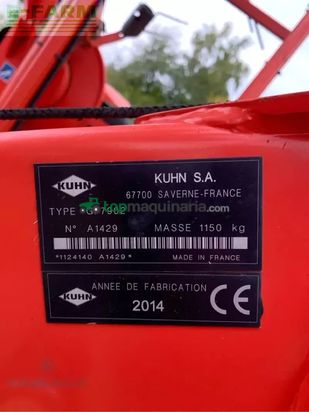 FARM
KUHN
KUHN S.A.
67700 SAVERNE-FRANCE
TYPE *G*7902
topmaquinaria.com
N° A1429 MASSE 1150 kg
*1124140 A1429* MADE IN FRANCE
KUHN
ANNEE DE FABRICATION
2014
CE